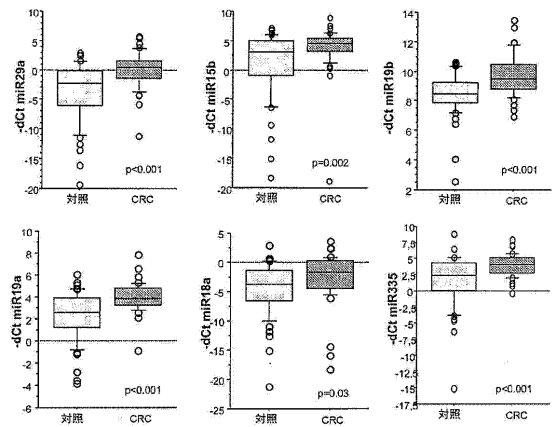 -dCt miR29a
10
5
0
-5
-10
-15
-20
p<0.001
対照 CRC
-dCt miR15b
10
5
0
-5
-10
-15
-20
p=0.002
対照 CRC
-dCt miR19b
14
12
10
8
6
4
2
p<0.001
対照 CRC
-dCt miR19a
10
8
6
4
2
0
-2
-4
-6
p<0.001
対照 CRC
-dCt miR18a
5
0
-5
-10
-15
-20
-25
p=0.03
対照 CRC
-dCt miR335
10
7,5
5
2,5
0
-2,5
-5
-7,5
-10
-12,5
-15
-17,5
p<0.001
対照 CRC